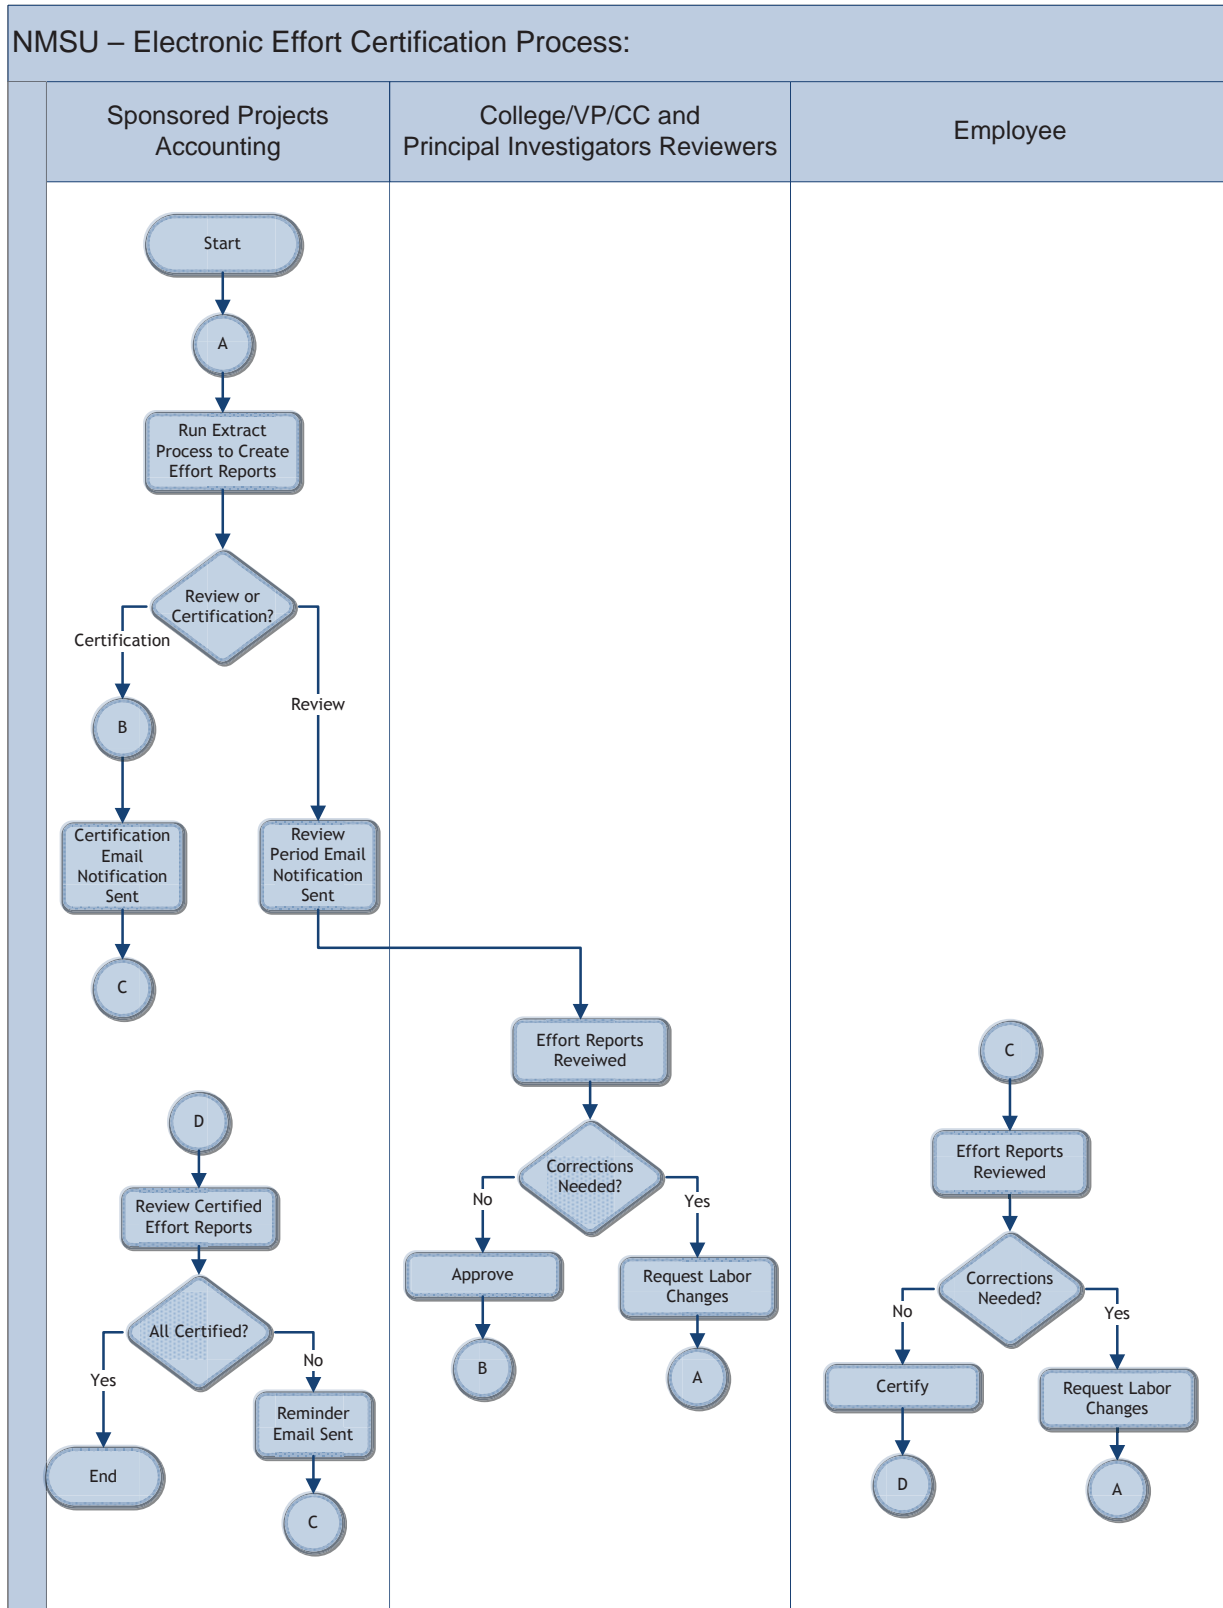 NMSU – Electronic Effort Certification Process:
Sponsored Projects
Accounting
College/VP/CC and
Principal Investigators Reviewers
Employee
Start
A
Run Extract
Process to Create
Effort Reports
Review or
Certification?
Certification
Review
B
Certification
Email
Notification
Sent
Review
Period Email
Notification
Sent
C
D
Review Certified
Effort Reports
All Certified?
Yes
No
End
Reminder
Email Sent
C
Effort Reports
Reveiwed
Corrections
Needed?
No
Yes
Approve
Request Labor
Changes
B
A
C
Effort Reports
Reviewed
Corrections
Needed?
No
Yes
Certify
Request Labor
Changes
D
A